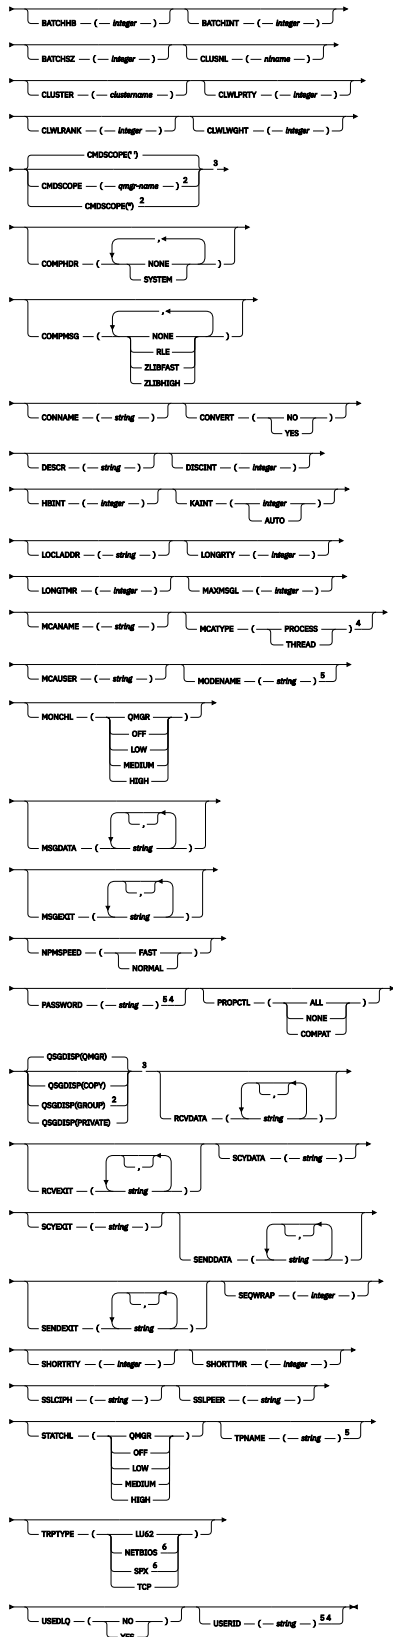 BATCHHB ( integer ) BATCHINT ( integer )
BATCHSZ ( integer ) CLUSNL ( nlname )
CLUSTER ( clustername ) CLWLPRTY ( integer )
CLWLRANK ( integer ) CLWLWGHT ( integer )
CMDSCOPE(' ')
3
CMDSCOPE ( qmgr-name ) 2
CMDSCOPE(*) 2
,
COMPHDR ( NONE )
SYSTEM
,
COMPMSG ( NONE )
RLE
ZLIBFAST
ZLIBHIGH
CONNAME ( string ) CONVERT ( NO )
YES
DESCR ( string ) DISCINT ( integer )
HBINT ( integer ) KAINT ( integer )
AUTO
LOCLADDR ( string ) LONGRTY ( integer )
LONGTMR ( integer ) MAXMSGL ( integer )
MCANAME ( string ) MCATYPE ( PROCESS ) 4
THREAD
MCAUSER ( string ) MODENAME ( string ) 5
MONCHL ( QMGR )
OFF
LOW
MEDIUM
HIGH
,
MSGDATA ( string )
,
MSGEXIT ( string )
NPMSPEED ( FAST )
NORMAL
PASSWORD ( string ) 5 4 PROPCTL ( ALL )
NONE
COMPAT
QSGDISP(QMGR)
3
QSGDISP(COPY)
,
QSGDISP(GROUP) 2
RCVDATA ( string )
QSGDISP(PRIVATE)
,
RCVEXIT ( string ) SCYDATA ( string )
SCYEXIT ( string ) , SENDDATA ( string )
,
SENDEXIT ( string ) SEQWRAP ( integer )
SHORTRTY ( integer ) SHORTTMR ( integer )
SSLCIPH ( string ) SSLPEER ( string )
STATCHL ( QMGR ) TPNAME ( string ) 5
OFF
LOW
MEDIUM
HIGH
TRPTYPE ( LU62 )
NETBIOS 6
SPX 6
TCP
USEDLQ ( NO ) USERID ( string ) 5 4
YES